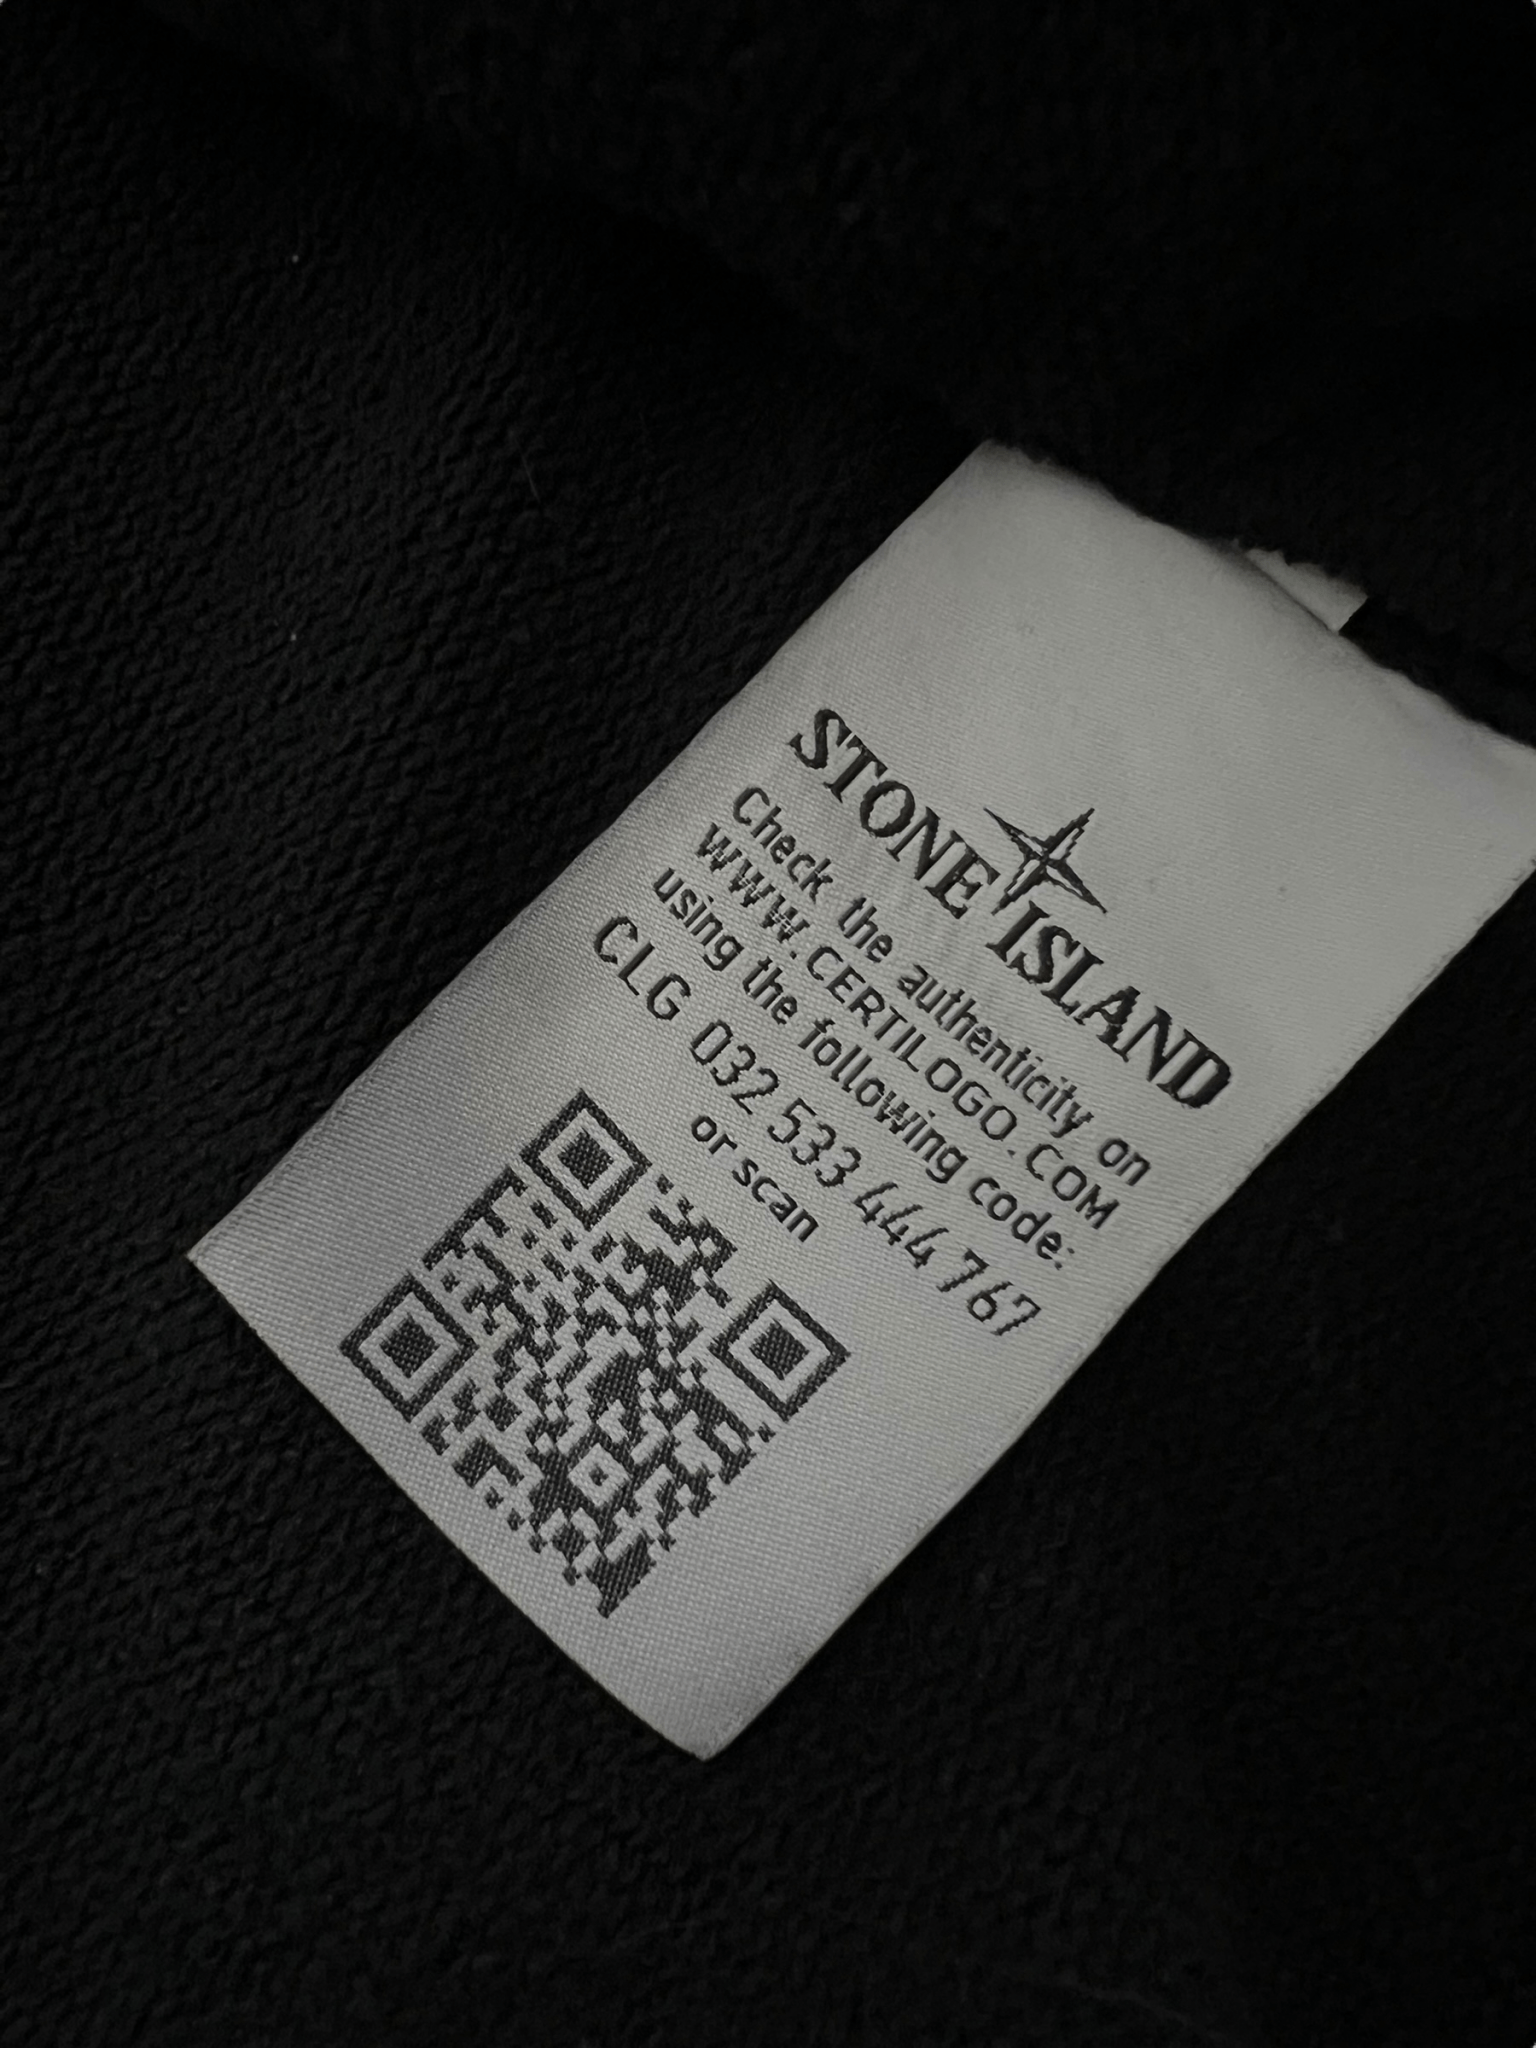 STONE ISLAND
Check the authenticity on
WWW.CERTILOGO.COM
using the following code:
CLG 032 533 444 767
or scan